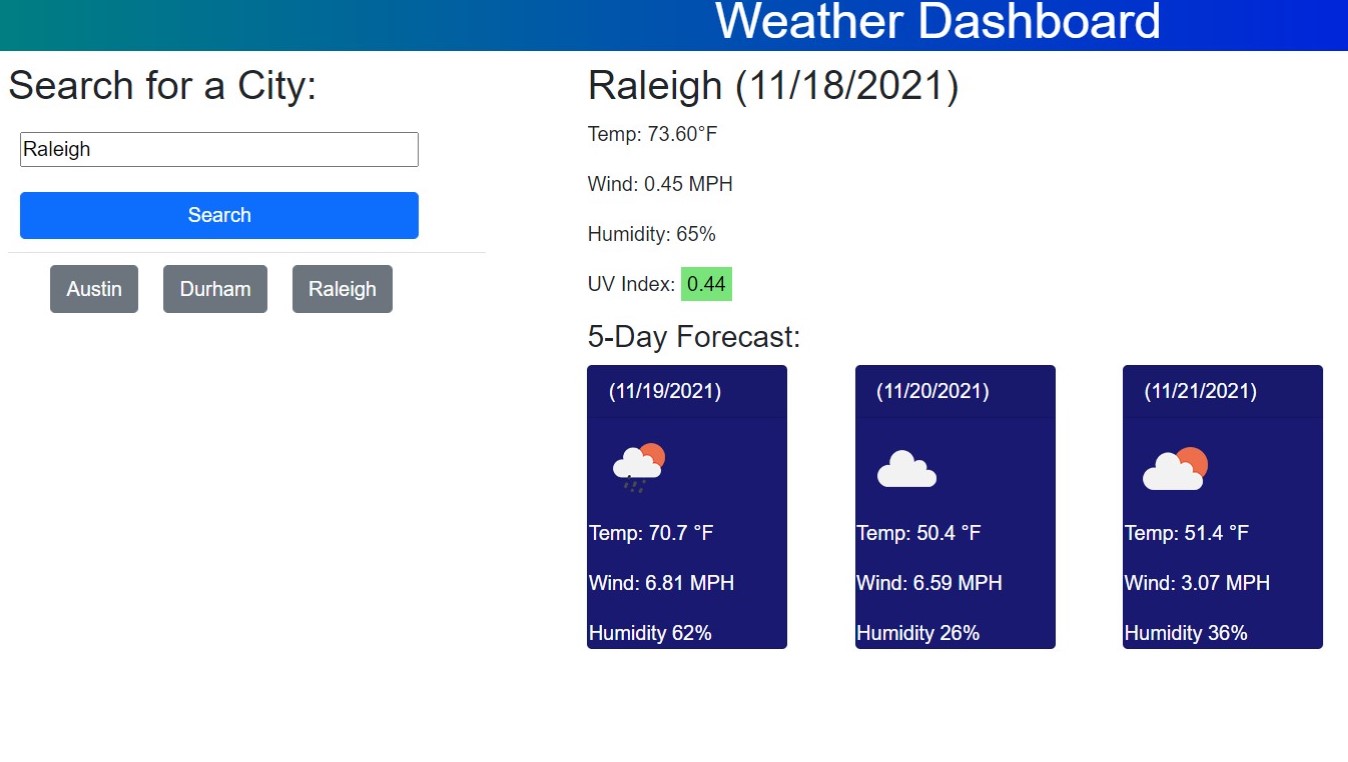 Weather Dashboard
Search for a City:
Raleigh
Search
Austin Durham Raleigh
Raleigh (11/18/2021)
Temp: 73.60°F
Wind: 0.45 MPH
Humidity: 65%
UV Index: 0.44
5-Day Forecast:
(11/19/2021)
Temp: 70.7 °F
Wind: 6.81 MPH
Humidity 62%
(11/20/2021)
Temp: 50.4 °F
Wind: 6.59 MPH
Humidity 26%
(11/21/2021)
Temp: 51.4 °F
Wind: 3.07 MPH
Humidity 36%